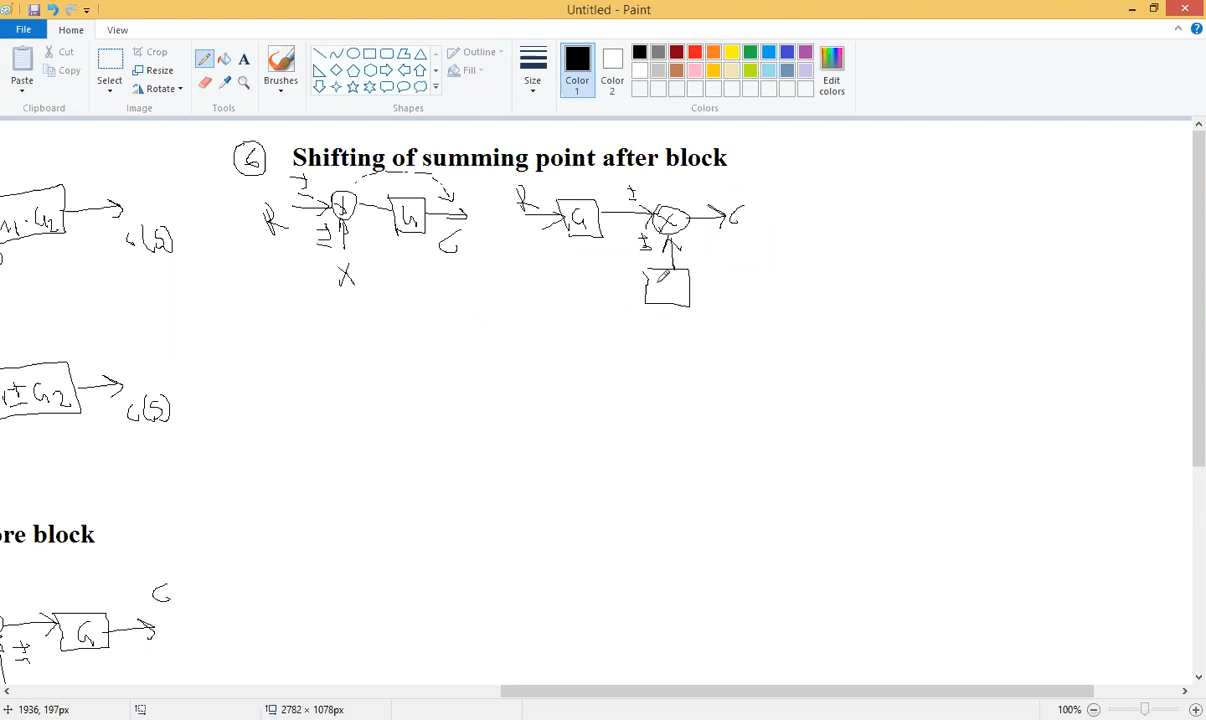 Untitled - Paint
File Home View
Paste Cut Copy
Clipboard
Select Crop Resize Rotate
Image
A
Tools
Brushes
Outline Fill
Shapes
Size
Color 1 Color 2 Edit colors
Colors
6 Shifting of summing point after block
± R ± X G C
R G ± ± C
G2 C(S)
± G2 C(S)
ore block
C
G
±
1936, 197px 2782 × 1078px 100%